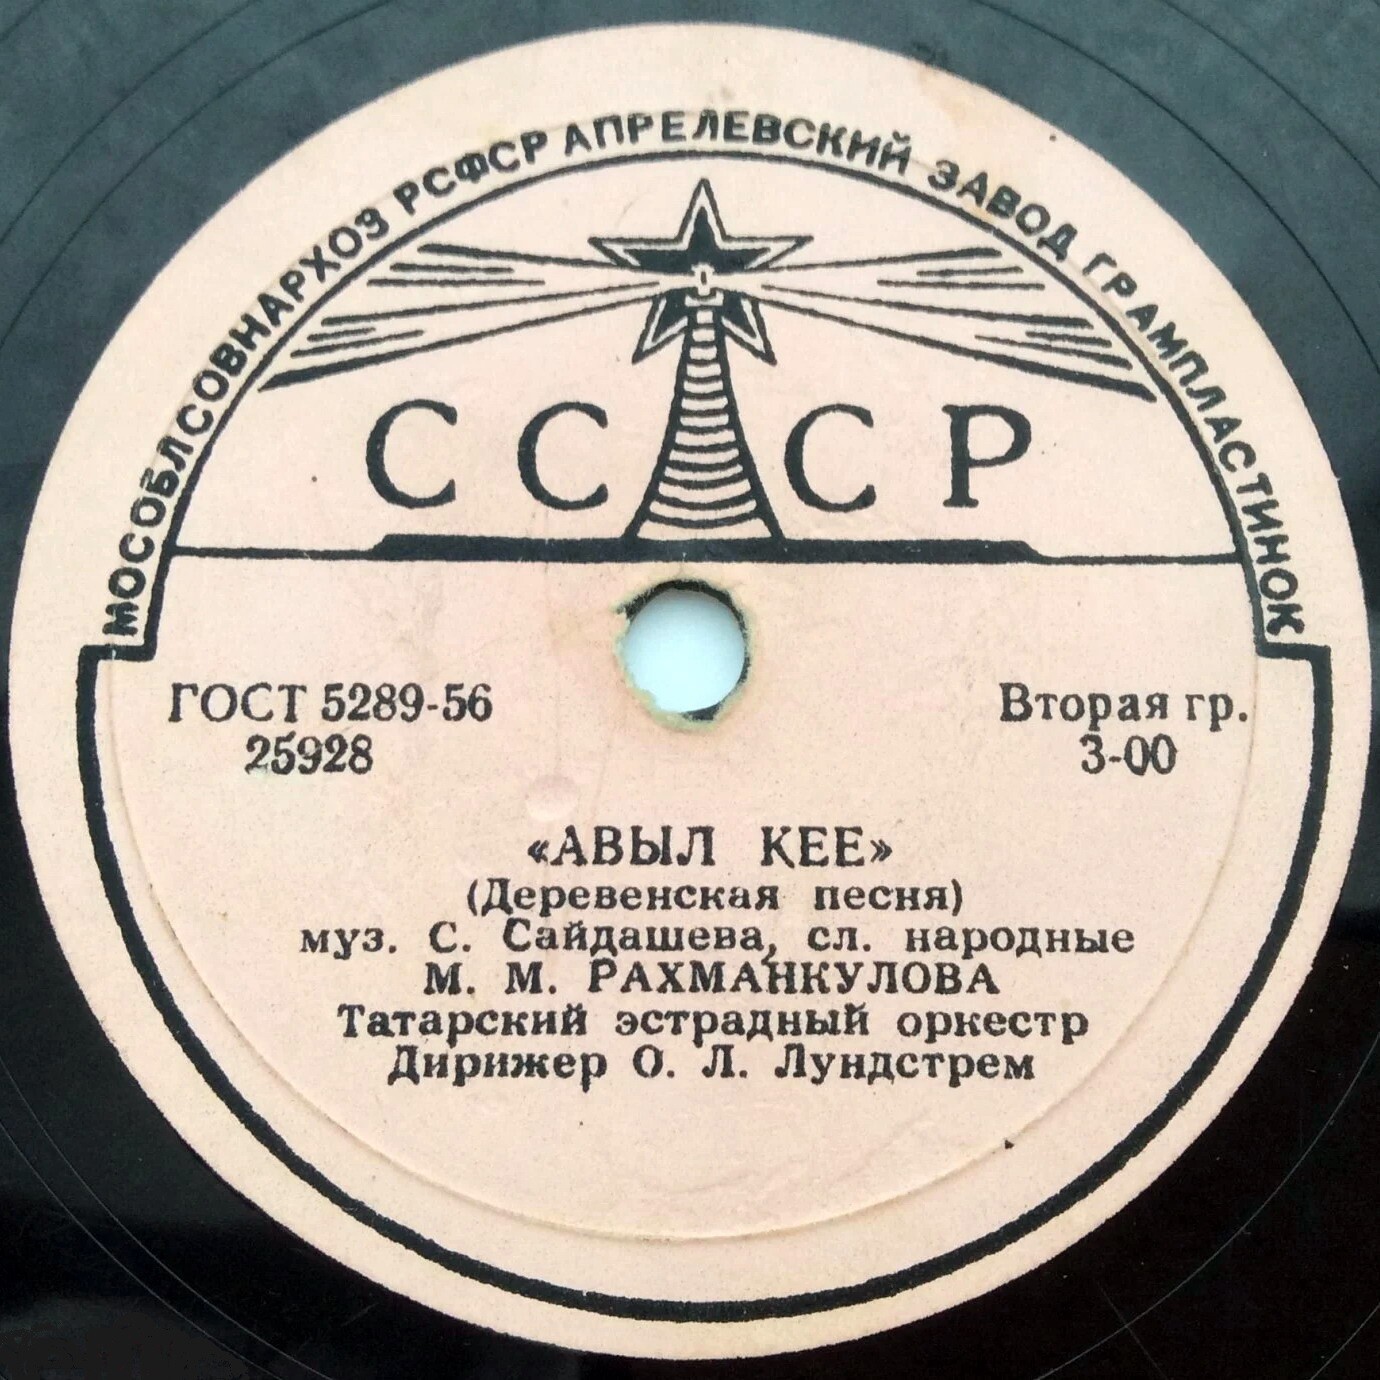 МОСОБЛСОВНАРХОЗ РСФСР АПРЕЛЕВСКИЙ ЗАВОД ГРАМПЛАСТИНОК
СССР
ГОСТ 5289-56
25928
Вторая гр.
3-00
«АВЫЛ КЕЕ»
(Деревенская песня)
муз. С. Сайдашева, сл. народные
М. М. РАХМАНКУЛОВА
Татарский эстрадный оркестр
Дирижер О. Л. Лундстрем